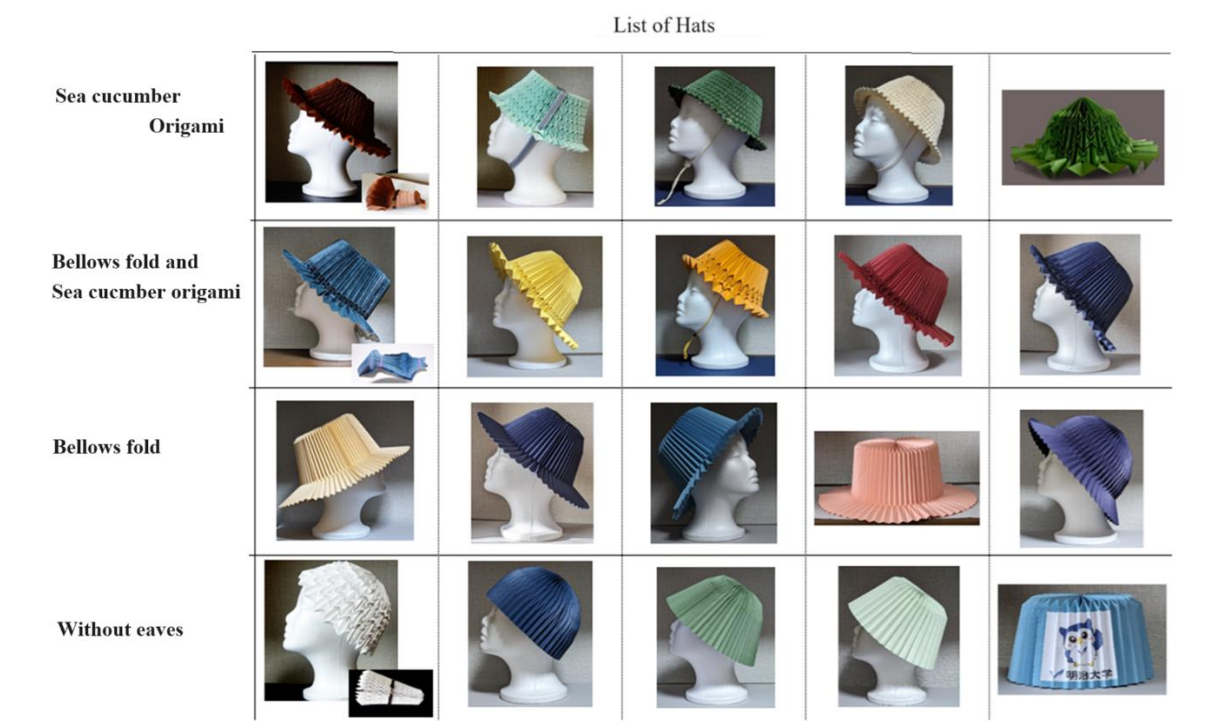 List of Hats
Sea cucumber
Origami
Bellows fold and
Sea cucmber origami
Bellows fold
Without eaves
明治大学